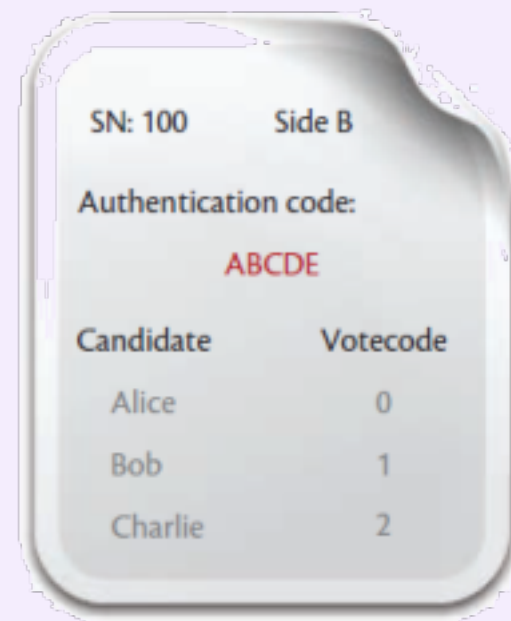 SN: 100 Side B
Authentication code:
ABCDE
Candidate Votecode
Alice 0
Bob 1
Charlie 2